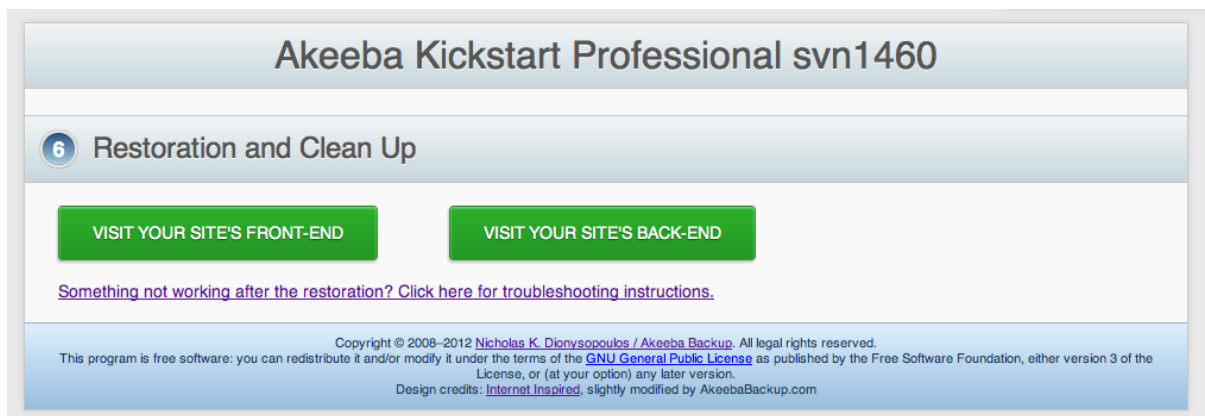 Akeeba Kickstart Professional svn1460
6 Restoration and Clean Up
VISIT YOUR SITE'S FRONT-END VISIT YOUR SITE'S BACK-END
Something not working after the restoration? Click here for troubleshooting instructions.
Copyright © 2008–2012 Nicholas K. Dionysopoulos / Akeeba Backup. All legal rights reserved.
This program is free software: you can redistribute it and/or modify it under the terms of the GNU General Public License as published by the Free Software Foundation, either version 3 of the
License, or (at your option) any later version.
Design credits: Internet Inspired, slightly modified by AkeebaBackup.com